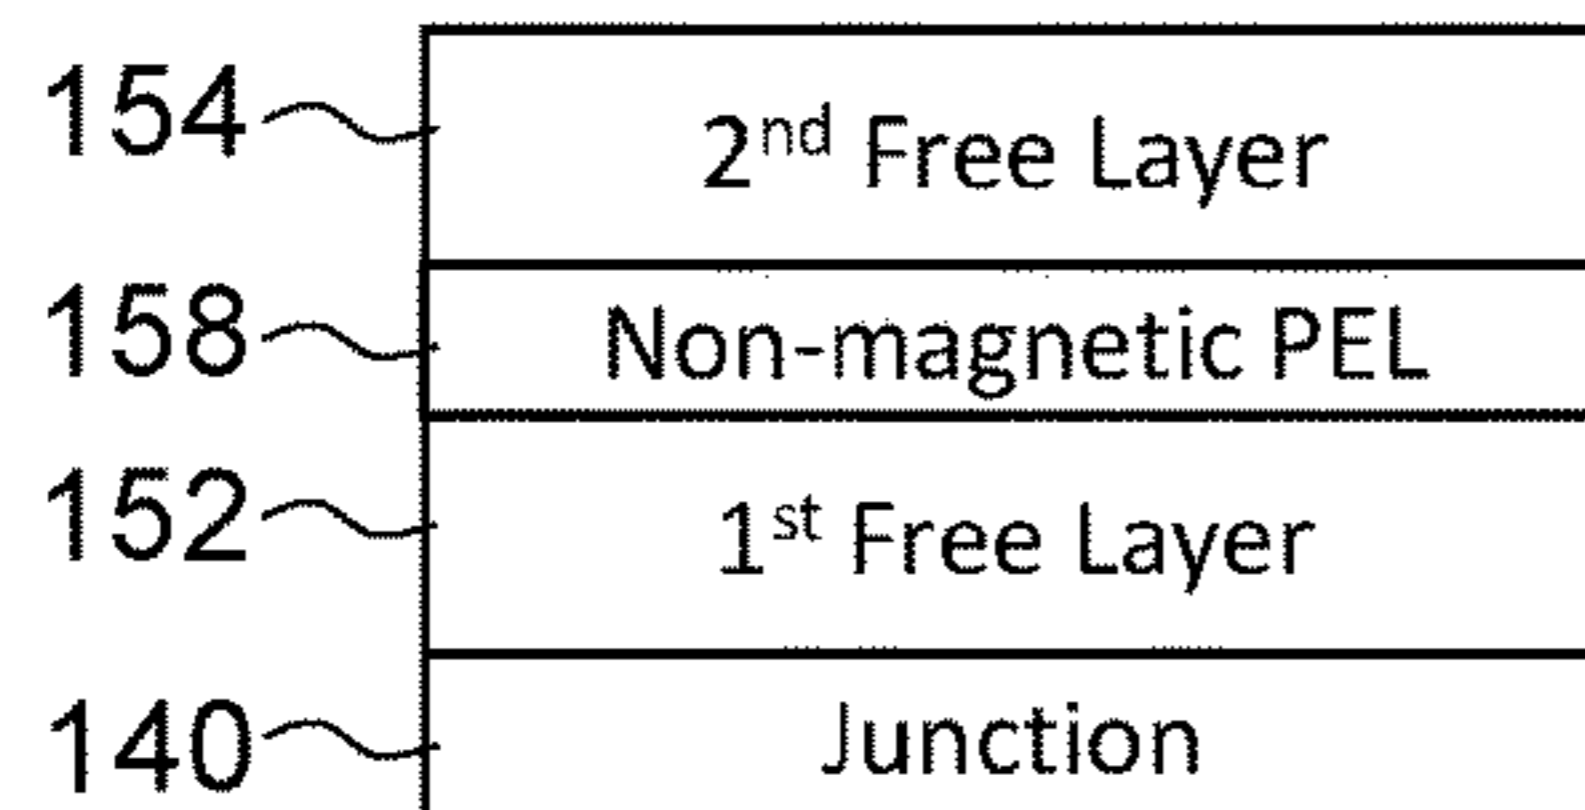 154 2nd Free Layer
158 Non-magnetic PEL
152 1st Free Layer
140 Junction